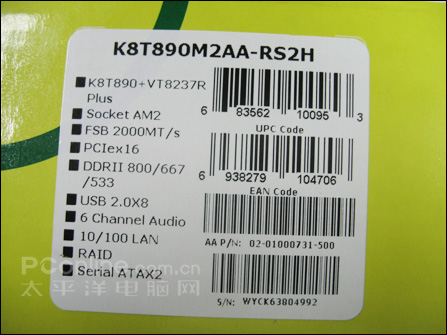 K8T890M2AA-RS2H
K8T890+VT8237R
Plus
Socket AM2
FSB 2000MT/s
PCIex16
DDRII 800/667
/533
USB 2.0X8
6 Channel Audio
10/100 LAN
RAID
Serial ATAX2
6 83562 10095 3
UPC Code
6 938279 104706
EAN Code
AA P/N: 02-01000731-500
S/N: WYCK63804992
PConline.com.cn
太平洋电脑网